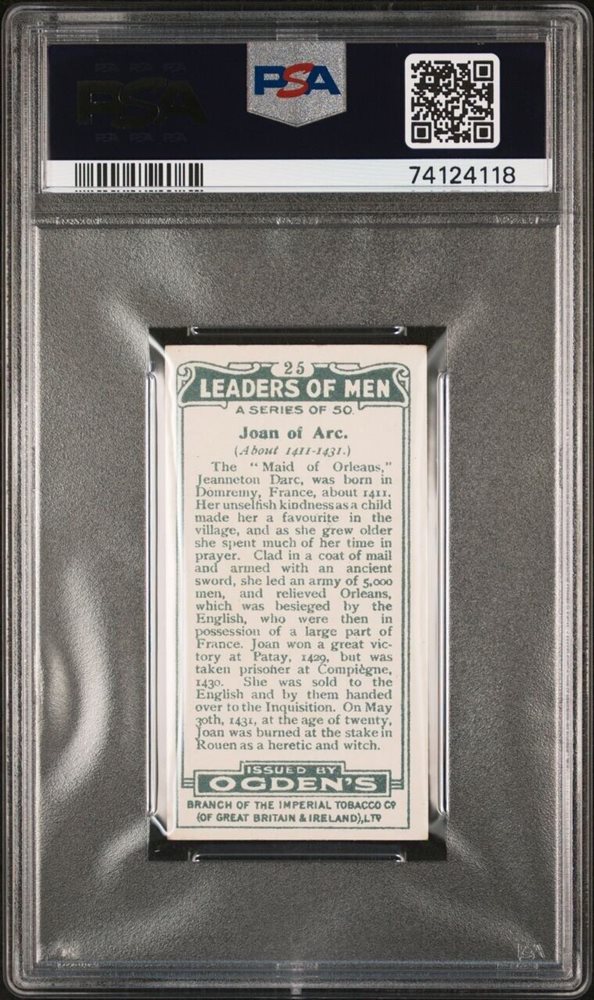 PSA
74124118
25
LEADERS OF MEN
A SERIES OF 50.
Joan of Arc.
(About 1411-1431.)
The "Maid of Orleans,"
Jeanneton Darc, was born in
Domremy, France, about 1411.
Her unselfish kindness as a child
made her a favourite in the
village, and as she grew older
she spent much of her time in
prayer. Clad in a coat of mail
and armed with an ancient
sword, she led an army of 5,000
men, and relieved Orleans,
which was besieged by the
English, who were then in
possession of a large part of
France. Joan won a great vic-
tory at Patay, 1429, but was
taken prisoner at Compiègne,
1430. She was sold to the
English and by them handed
over to the Inquisition. On May
30th, 1431, at the age of twenty,
Joan was burned at the stake in
Rouen as a heretic and witch.
ISSUED BY
OGDEN'S
BRANCH OF THE IMPERIAL TOBACCO Co
(OF GREAT BRITAIN & IRELAND), LTD